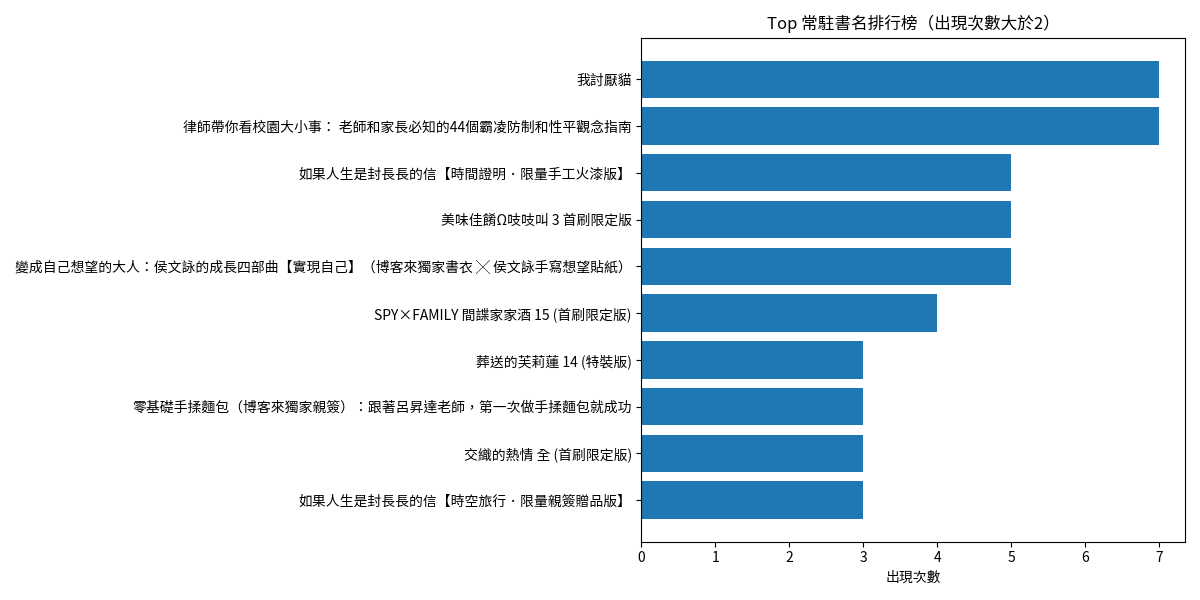 Top 常駐書名排行榜（出現次數大於2）
我討厭貓
律師帶你看校園大小事： 老師和家長必知的44個霸凌防制和性平觀念指南
如果人生是封長長的信【時間證明．限量手工火漆版】
美味佳餚Ω吱吱叫 3 首刷限定版
變成自己想望的大人：侯文詠的成長四部曲【實現自己】（博客來獨家書衣 ╳ 侯文詠手寫想望貼紙）
SPY×FAMILY 間諜家家酒 15 (首刷限定版)
葬送的芙莉蓮 14 (特裝版)
零基礎手揉麵包（博客來獨家親簽）：跟著呂昇達老師，第一次做手揉麵包就成功
交織的熱情 全 (首刷限定版)
如果人生是封長長的信【時空旅行．限量親簽贈品版】
0 1 2 3 4 5 6 7
出現次數